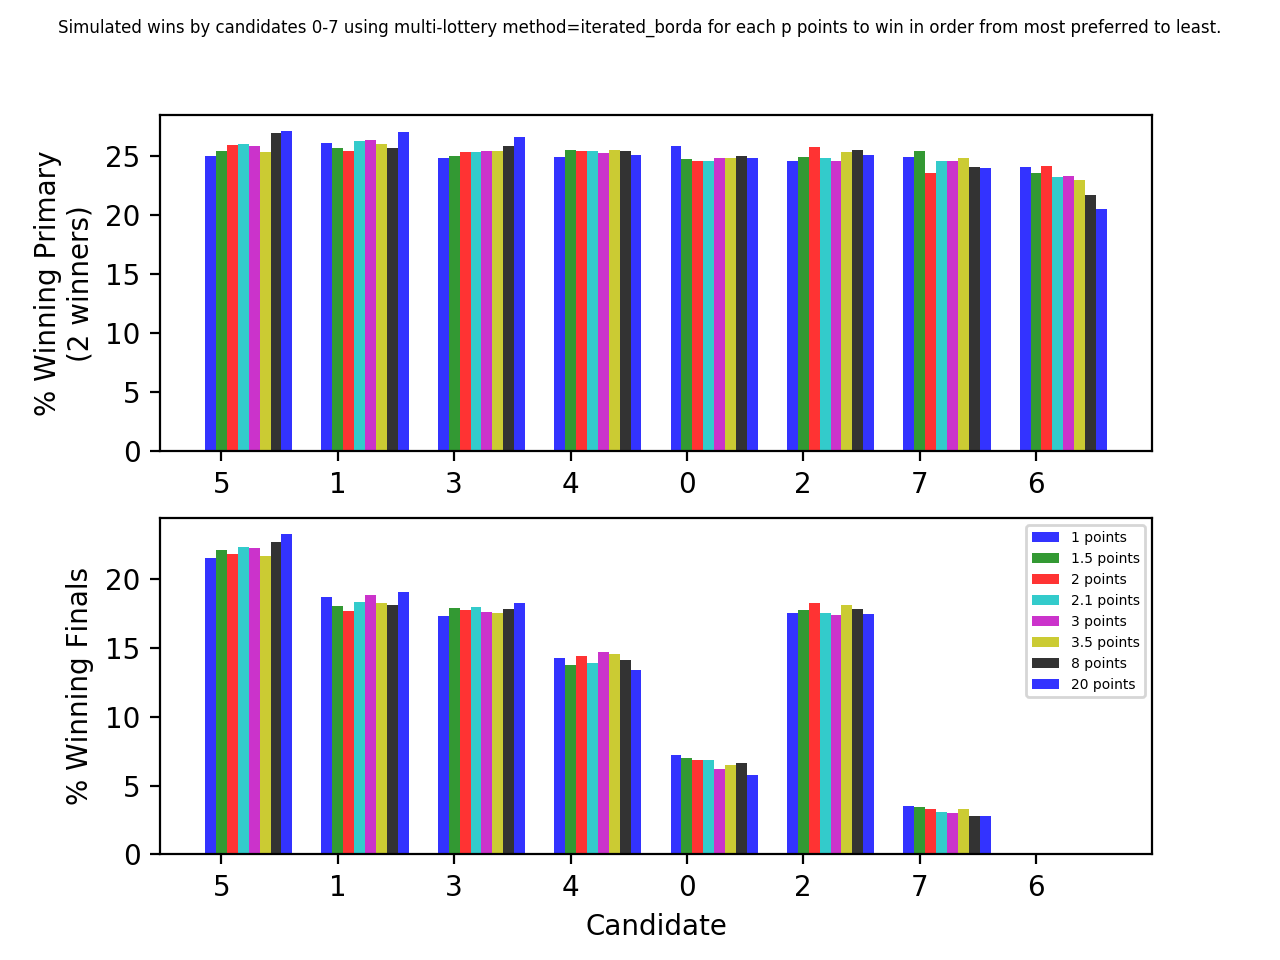 Simulated wins by candidates 0-7 using multi-lottery method=iterated_borda for each p points to win in order from most preferred to least.
% Winning Primary
(2 winners)
25
20
15
10
5
0
5 1 3 4 0 2 7 6
% Winning Finals
20
15
10
5
0
1 points
1.5 points
2 points
2.1 points
3 points
3.5 points
8 points
20 points
5 1 3 4 0 2 7 6
Candidate